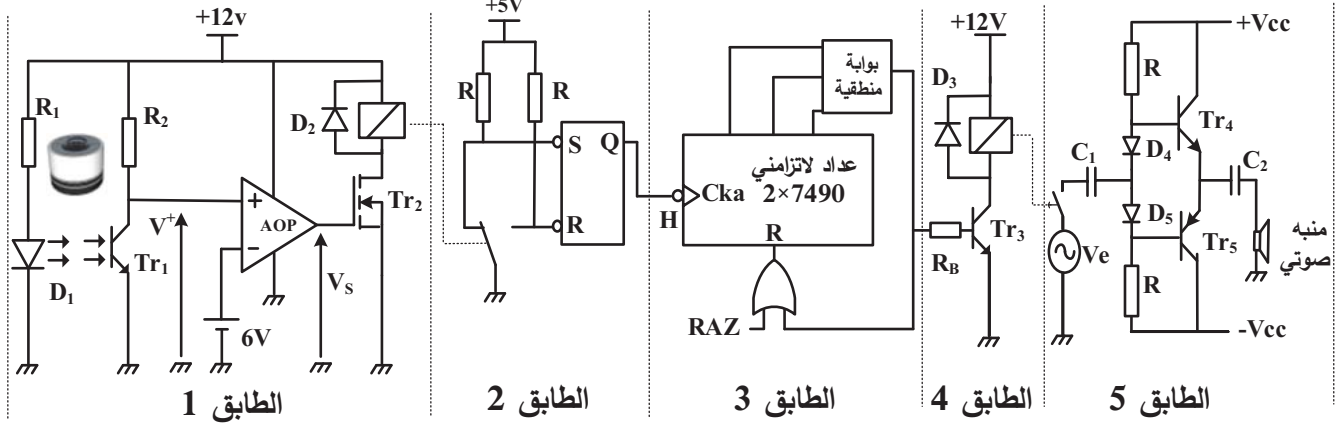 +12v
R₁
R₂
D₁
Tr₁
V⁺
+
−
AOP
6V
Vₛ
D₂
Tr₂
الطابق 1
+5V
R
R
S
Q
R
الطابق 2
بوابة
منطقية
عداد لاتزامني
2×7490
Cka
H
R
RAZ
الطابق 3
+12V
D₃
Tr₃
R_B
الطابق 4
+Vcc
R
Tr₄
D₄
C₁
C₂
D₅
Tr₅
Ve
منبه
صوتي
R
-Vcc
الطابق 5